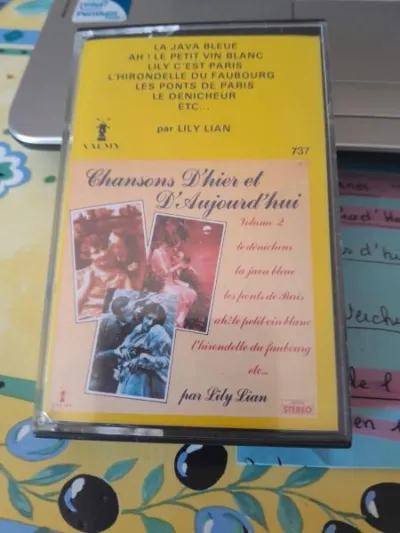 Pentium
LA JAVA BLEUE
AH ! LE PETIT VIN BLANC
LILY C'EST PARIS
L'HIRONDELLE DU FAUBOURG
LES PONTS DE PARIS
LE DENICHEUR
ETC...
par LILY LIAN
VALMY
737
Chansons D'hier et
D'Aujourd'hui
Volume 2
le dénicheur
la java bleue
les ponts de Paris
ah! le petit vin blanc
l'hirondelle du faubourg
etc...
par Lily Lian
STEREO